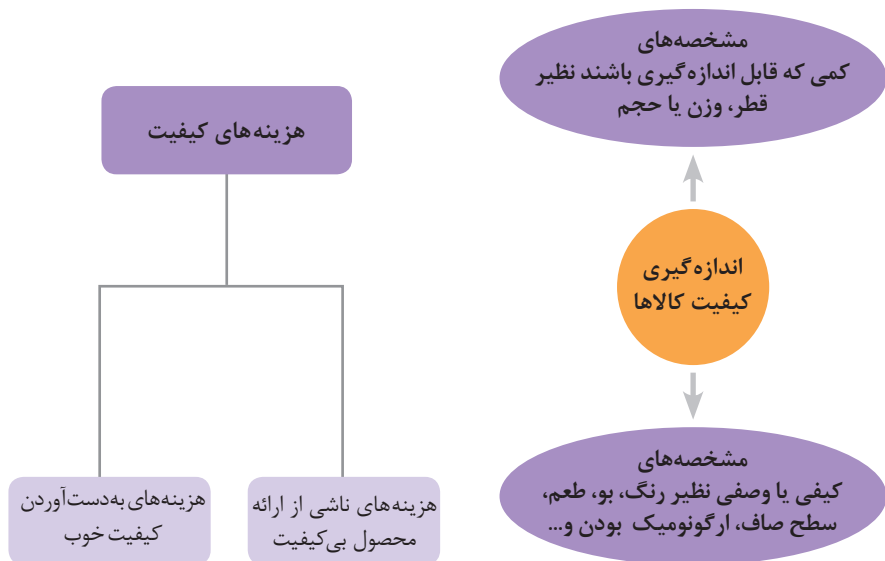 مشخصه‌های
کمی که قابل اندازه‌گیری باشند نظیر
قطر، وزن یا حجم
اندازه‌گیری
کیفیت کالاها
مشخصه‌های
کیفی یا وصفی نظیر رنگ، بو، طعم،
سطح صاف، ارگونومیک بودن و...
هزینه‌های کیفیت
هزینه‌های ناشی از ارائه
محصول بی‌کیفیت
هزینه‌های به‌دست‌آوردن
کیفیت خوب